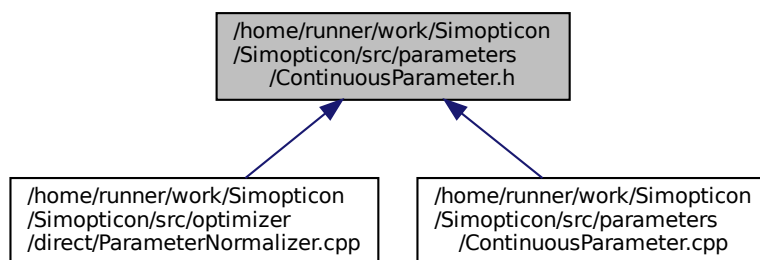 /home/runner/work/Simopticon
/Simopticon/src/parameters
/ContinuousParameter.h
/home/runner/work/Simopticon
/Simopticon/src/optimizer
/direct/ParameterNormalizer.cpp
/home/runner/work/Simopticon
/Simopticon/src/parameters
/ContinuousParameter.cpp